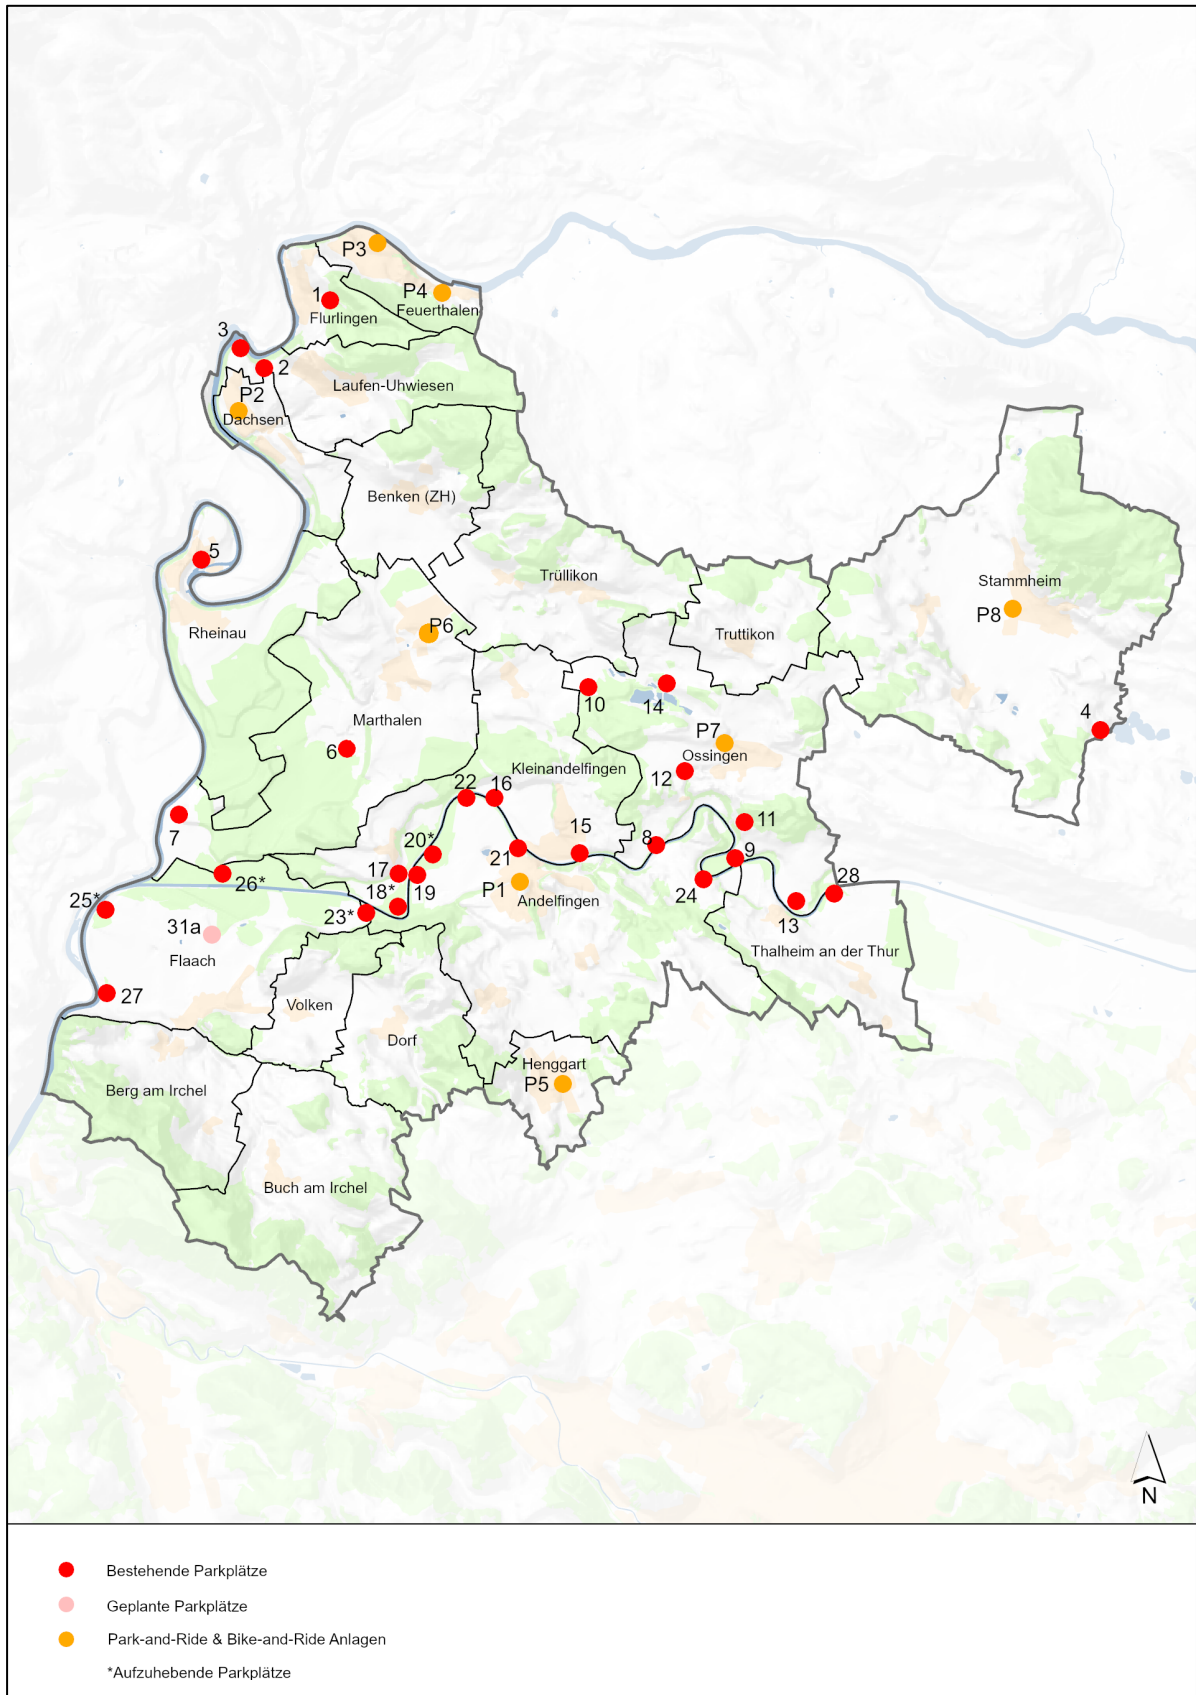 P3
1
P4
Feuerthalen
Flurlingen
3
2
Laufen-Uhwiesen
P2
Dachsen
Benken (ZH)
5
Trüllikon
Stammheim
P8
Rheinau
P6
Truttikon
10
14
Marthalen
4
6
P7
Ossingen
Kleinandelfingen
12
22
16
7
11
20*
15
8
21
9
17
26*
19
18*
P1
Andelfingen
24
28
25*
23*
13
31a
Flaach
Thalheim an der Thur
27
Volken
Dorf
Henggart
P5
Berg am Irchel
Buch am Irchel
N
Bestehende Parkplätze
Geplante Parkplätze
Park-and-Ride & Bike-and-Ride Anlagen
*Aufzuhebende Parkplätze